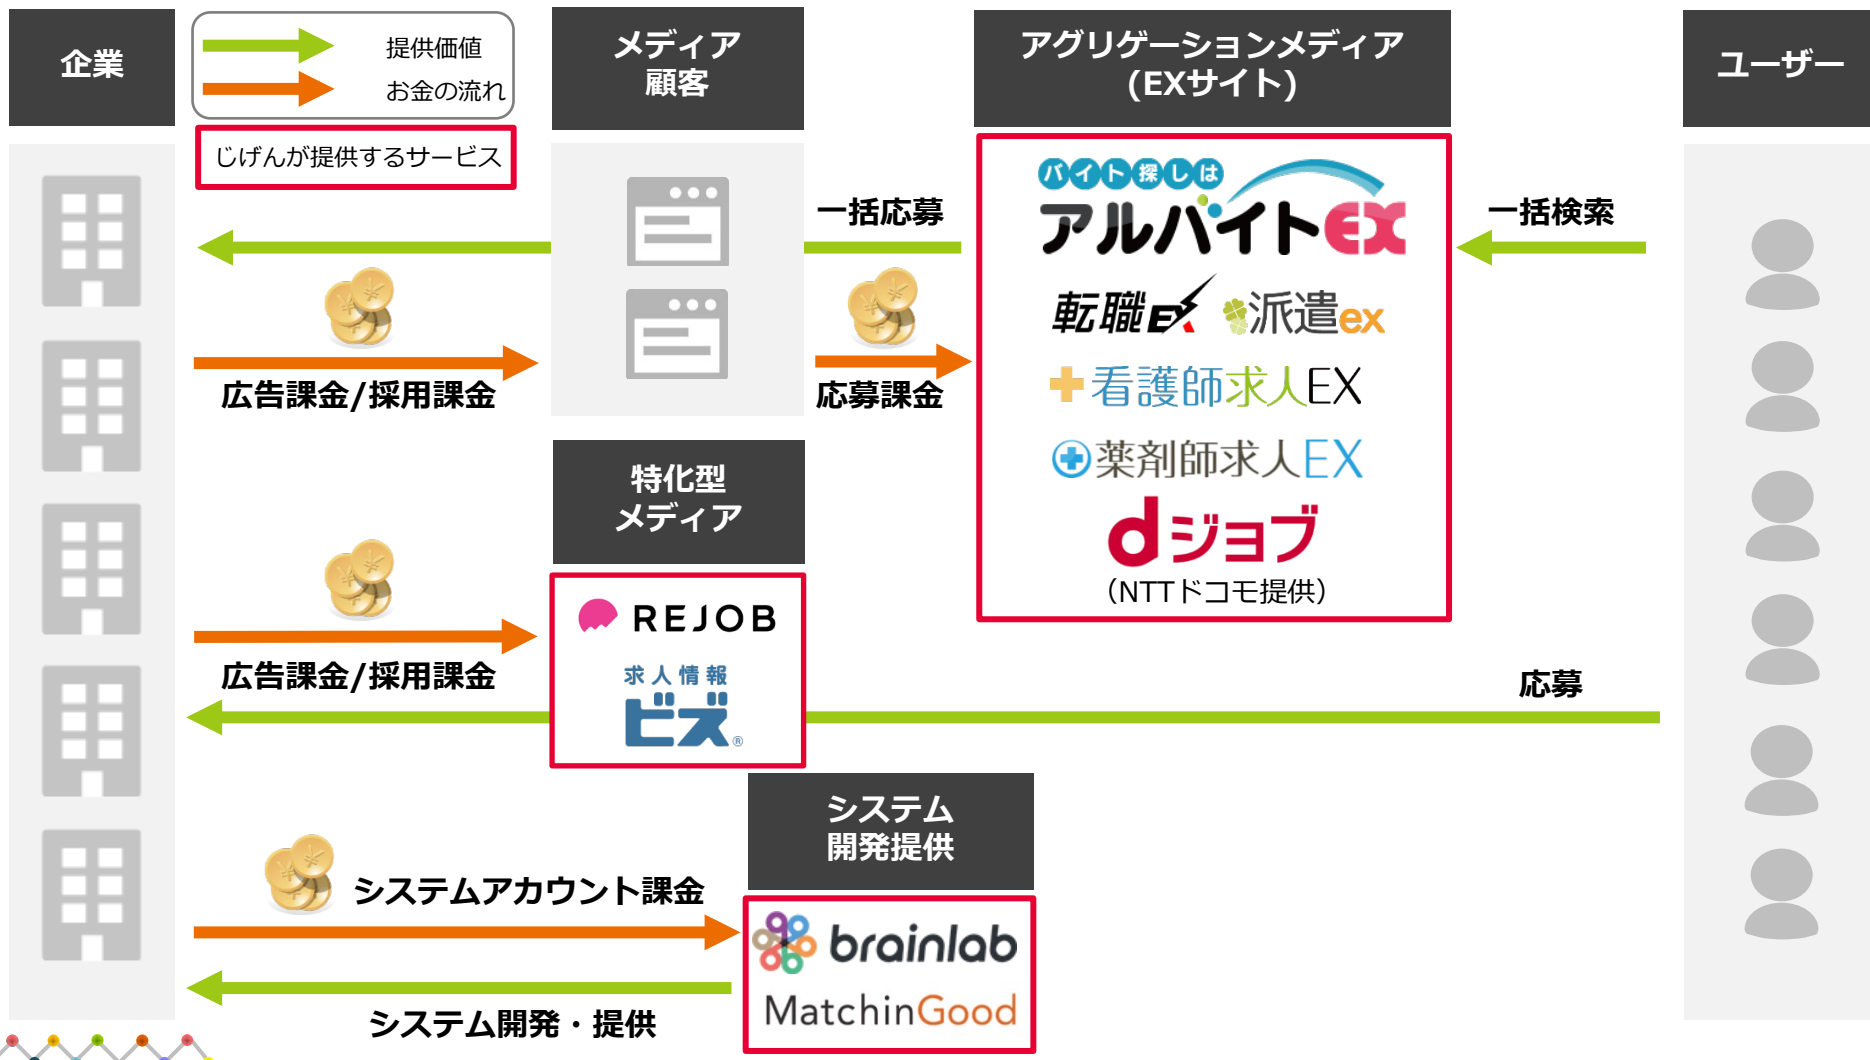 企業
提供価値
お金の流れ
じげんが提供するサービス
メディア
顧客
アグリゲーションメディア
(EXサイト)
ユーザー
バイト探しは
アルバイトEX
転職EX
派遣ex
看護師求人EX
薬剤師求人EX
dジョブ
（NTTドコモ提供）
一括応募
一括検索
広告課金/採用課金
応募課金
特化型
メディア
REJOB
求人情報
ビズ®
広告課金/採用課金
応募
システム
開発提供
brainlab
MatchinGood
システムアカウント課金
システム開発・提供